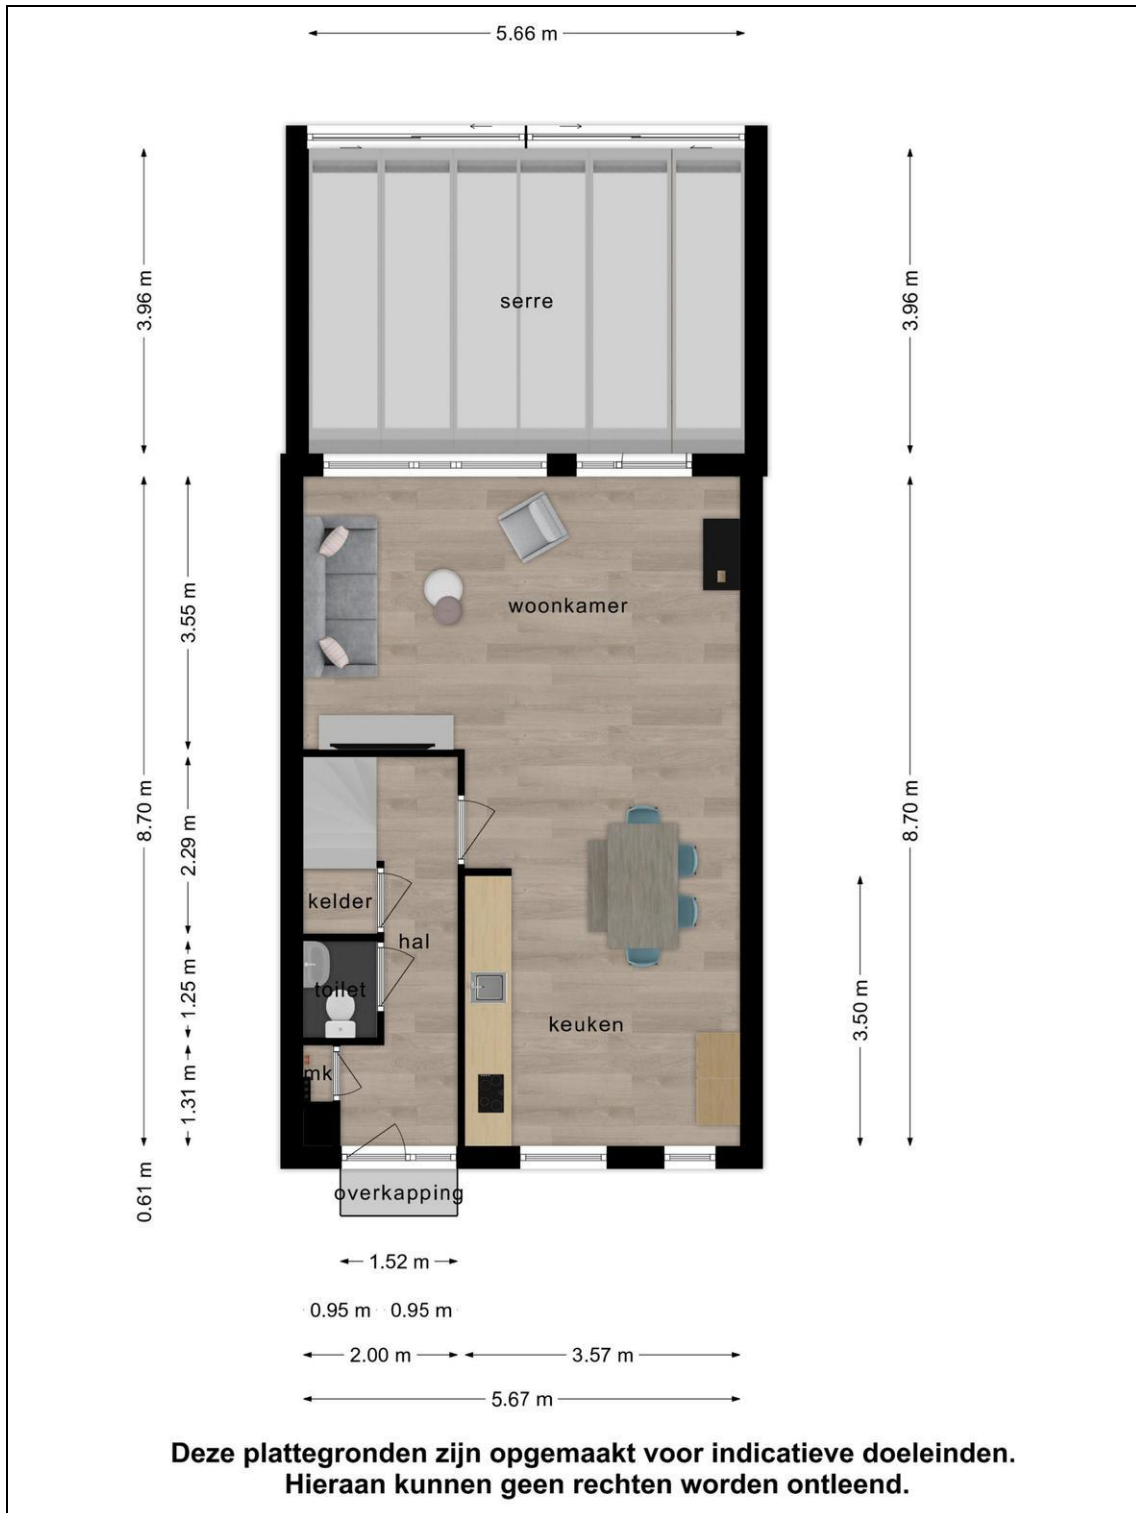 5.66 m
3.96 m
3.96 m
serre
3.55 m
woonkamer
8.70 m
8.70 m
2.29 m
kelder
hal
1.25 m
toilet
3.50 m
keuken
1.31 m
mk
0.61 m
overkapping
1.52 m
0.95 m 0.95 m
2.00 m 3.57 m
5.67 m
Deze plattegronden zijn opgemaakt voor indicatieve doeleinden.
Hieraan kunnen geen rechten worden ontleend.